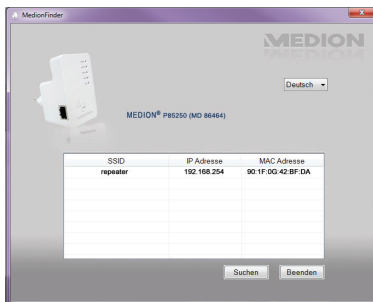 MedionFinder
MEDION
Deutsch
MEDION® P85250 (MD 86464)
SSID IP Adresse MAC Adresse
repeater 192.168.254 90:1F:0G:42:BF:DA
Suchen Beenden